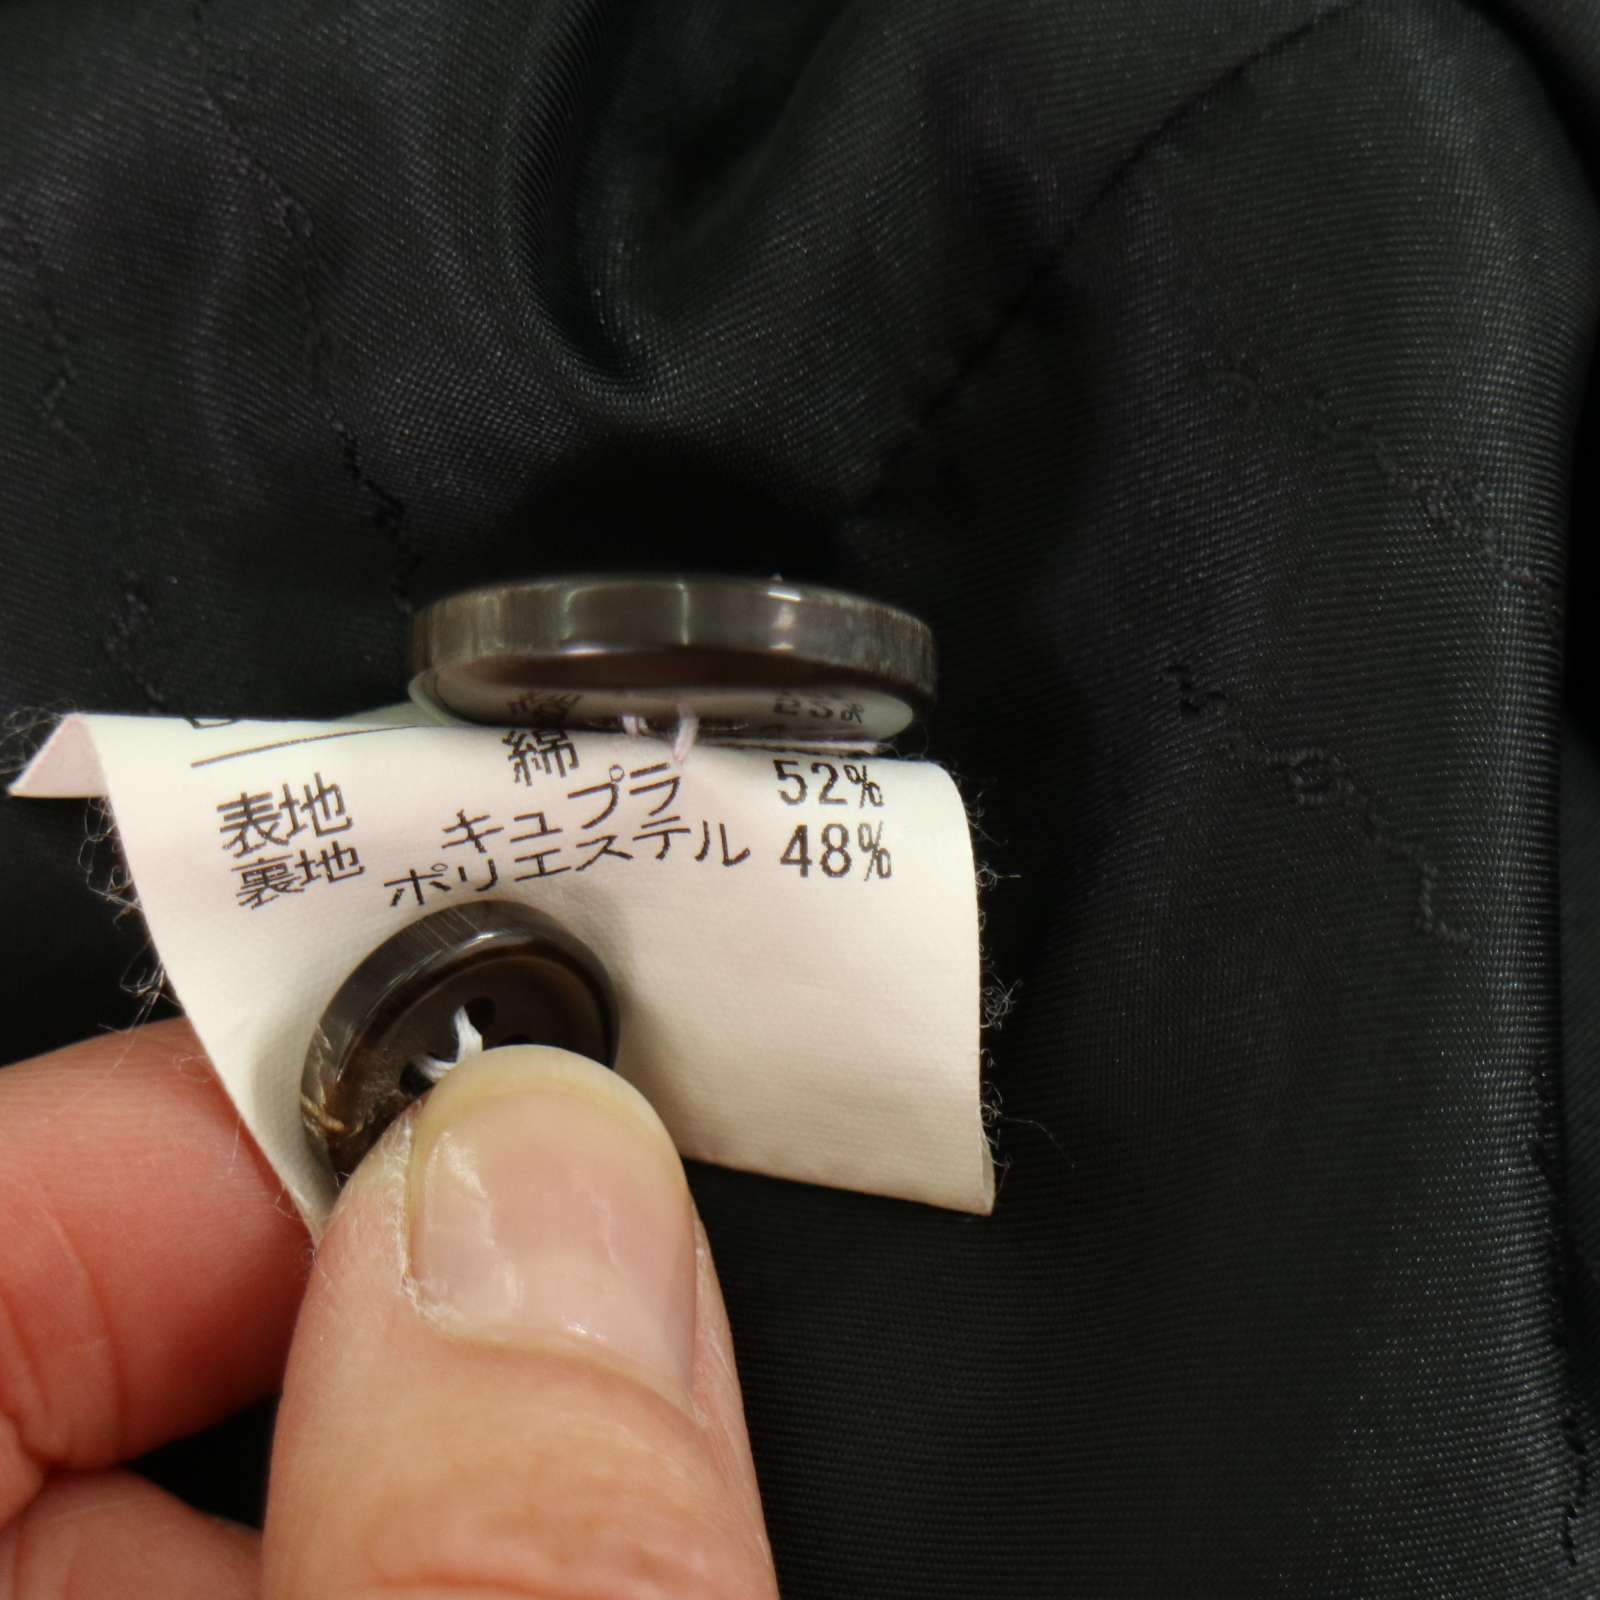 表地 綿
裏地 キュプラ 52%
ポリエステル 48%